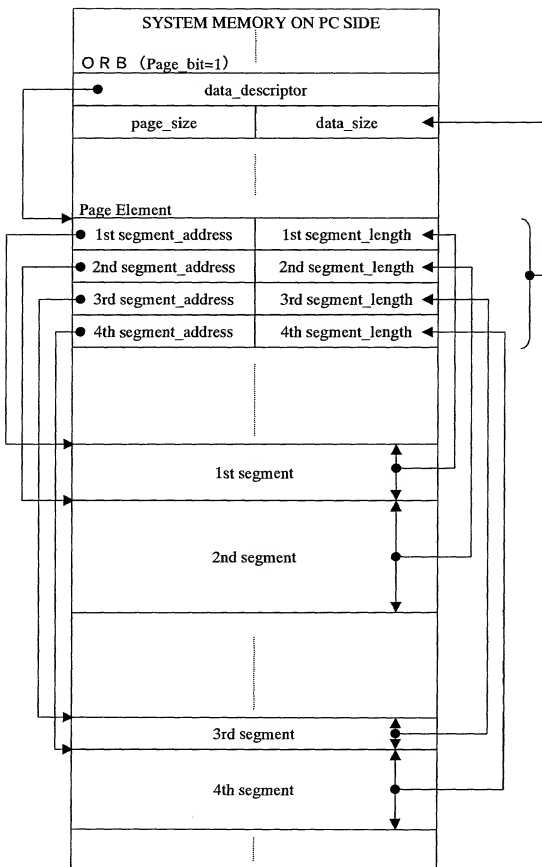 SYSTEM MEMORY ON PC SIDE
ORB (Page_bit=1)
data_descriptor
page_size data_size
Page Element
1st segment_address 1st segment_length
2nd segment_address 2nd segment_length
3rd segment_address 3rd segment_length
4th segment_address 4th segment_length
1st segment
2nd segment
3rd segment
4th segment